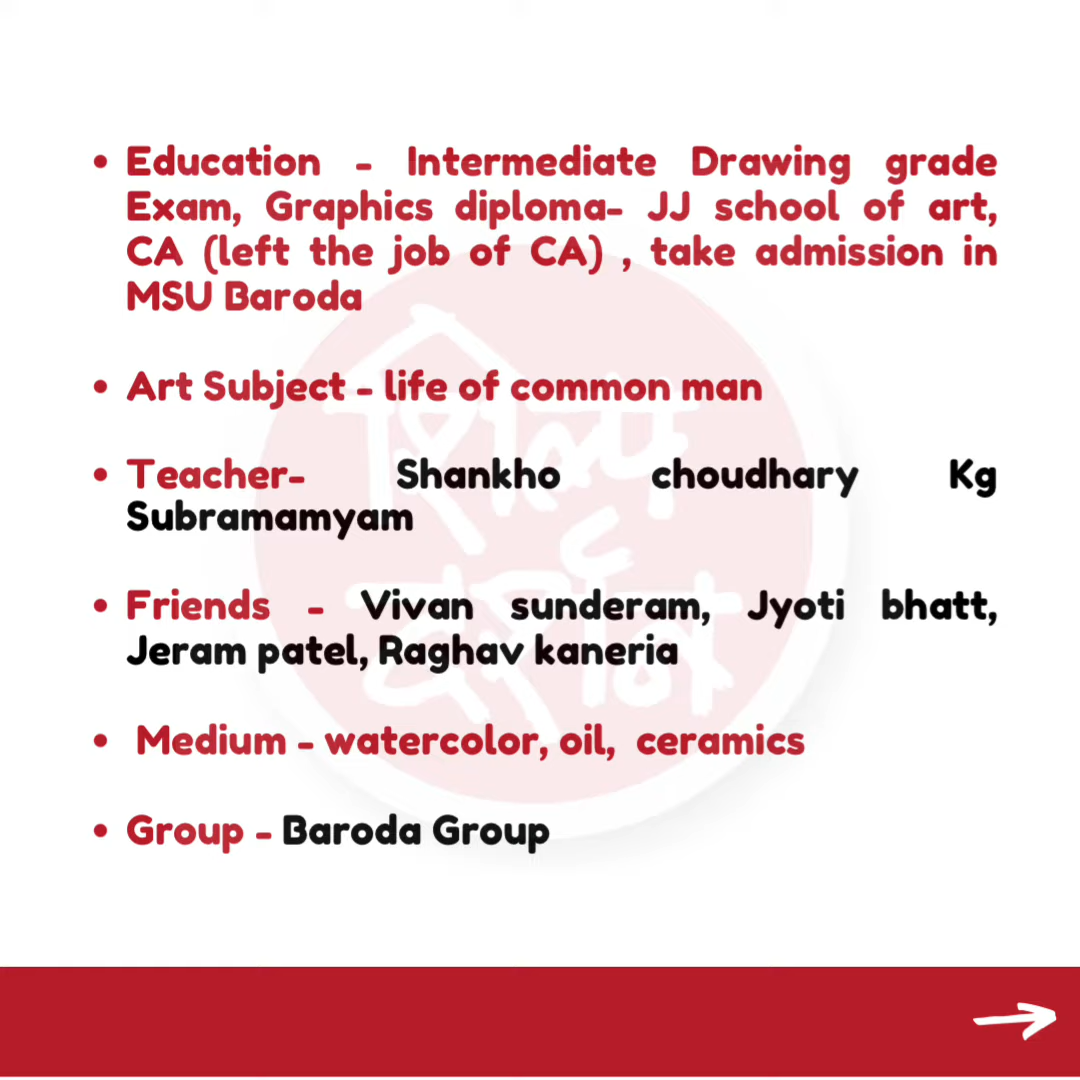 • Education - Intermediate Drawing grade
Exam, Graphics diploma- JJ school of art,
CA (left the job of CA) , take admission in
MSU Baroda
• Art Subject - life of common man
• Teacher- Shankho choudhary Kg
Subramamyam
• Friends - Vivan sunderam, Jyoti bhatt,
Jeram patel, Raghav kaneria
• Medium - watercolor, oil, ceramics
• Group - Baroda Group